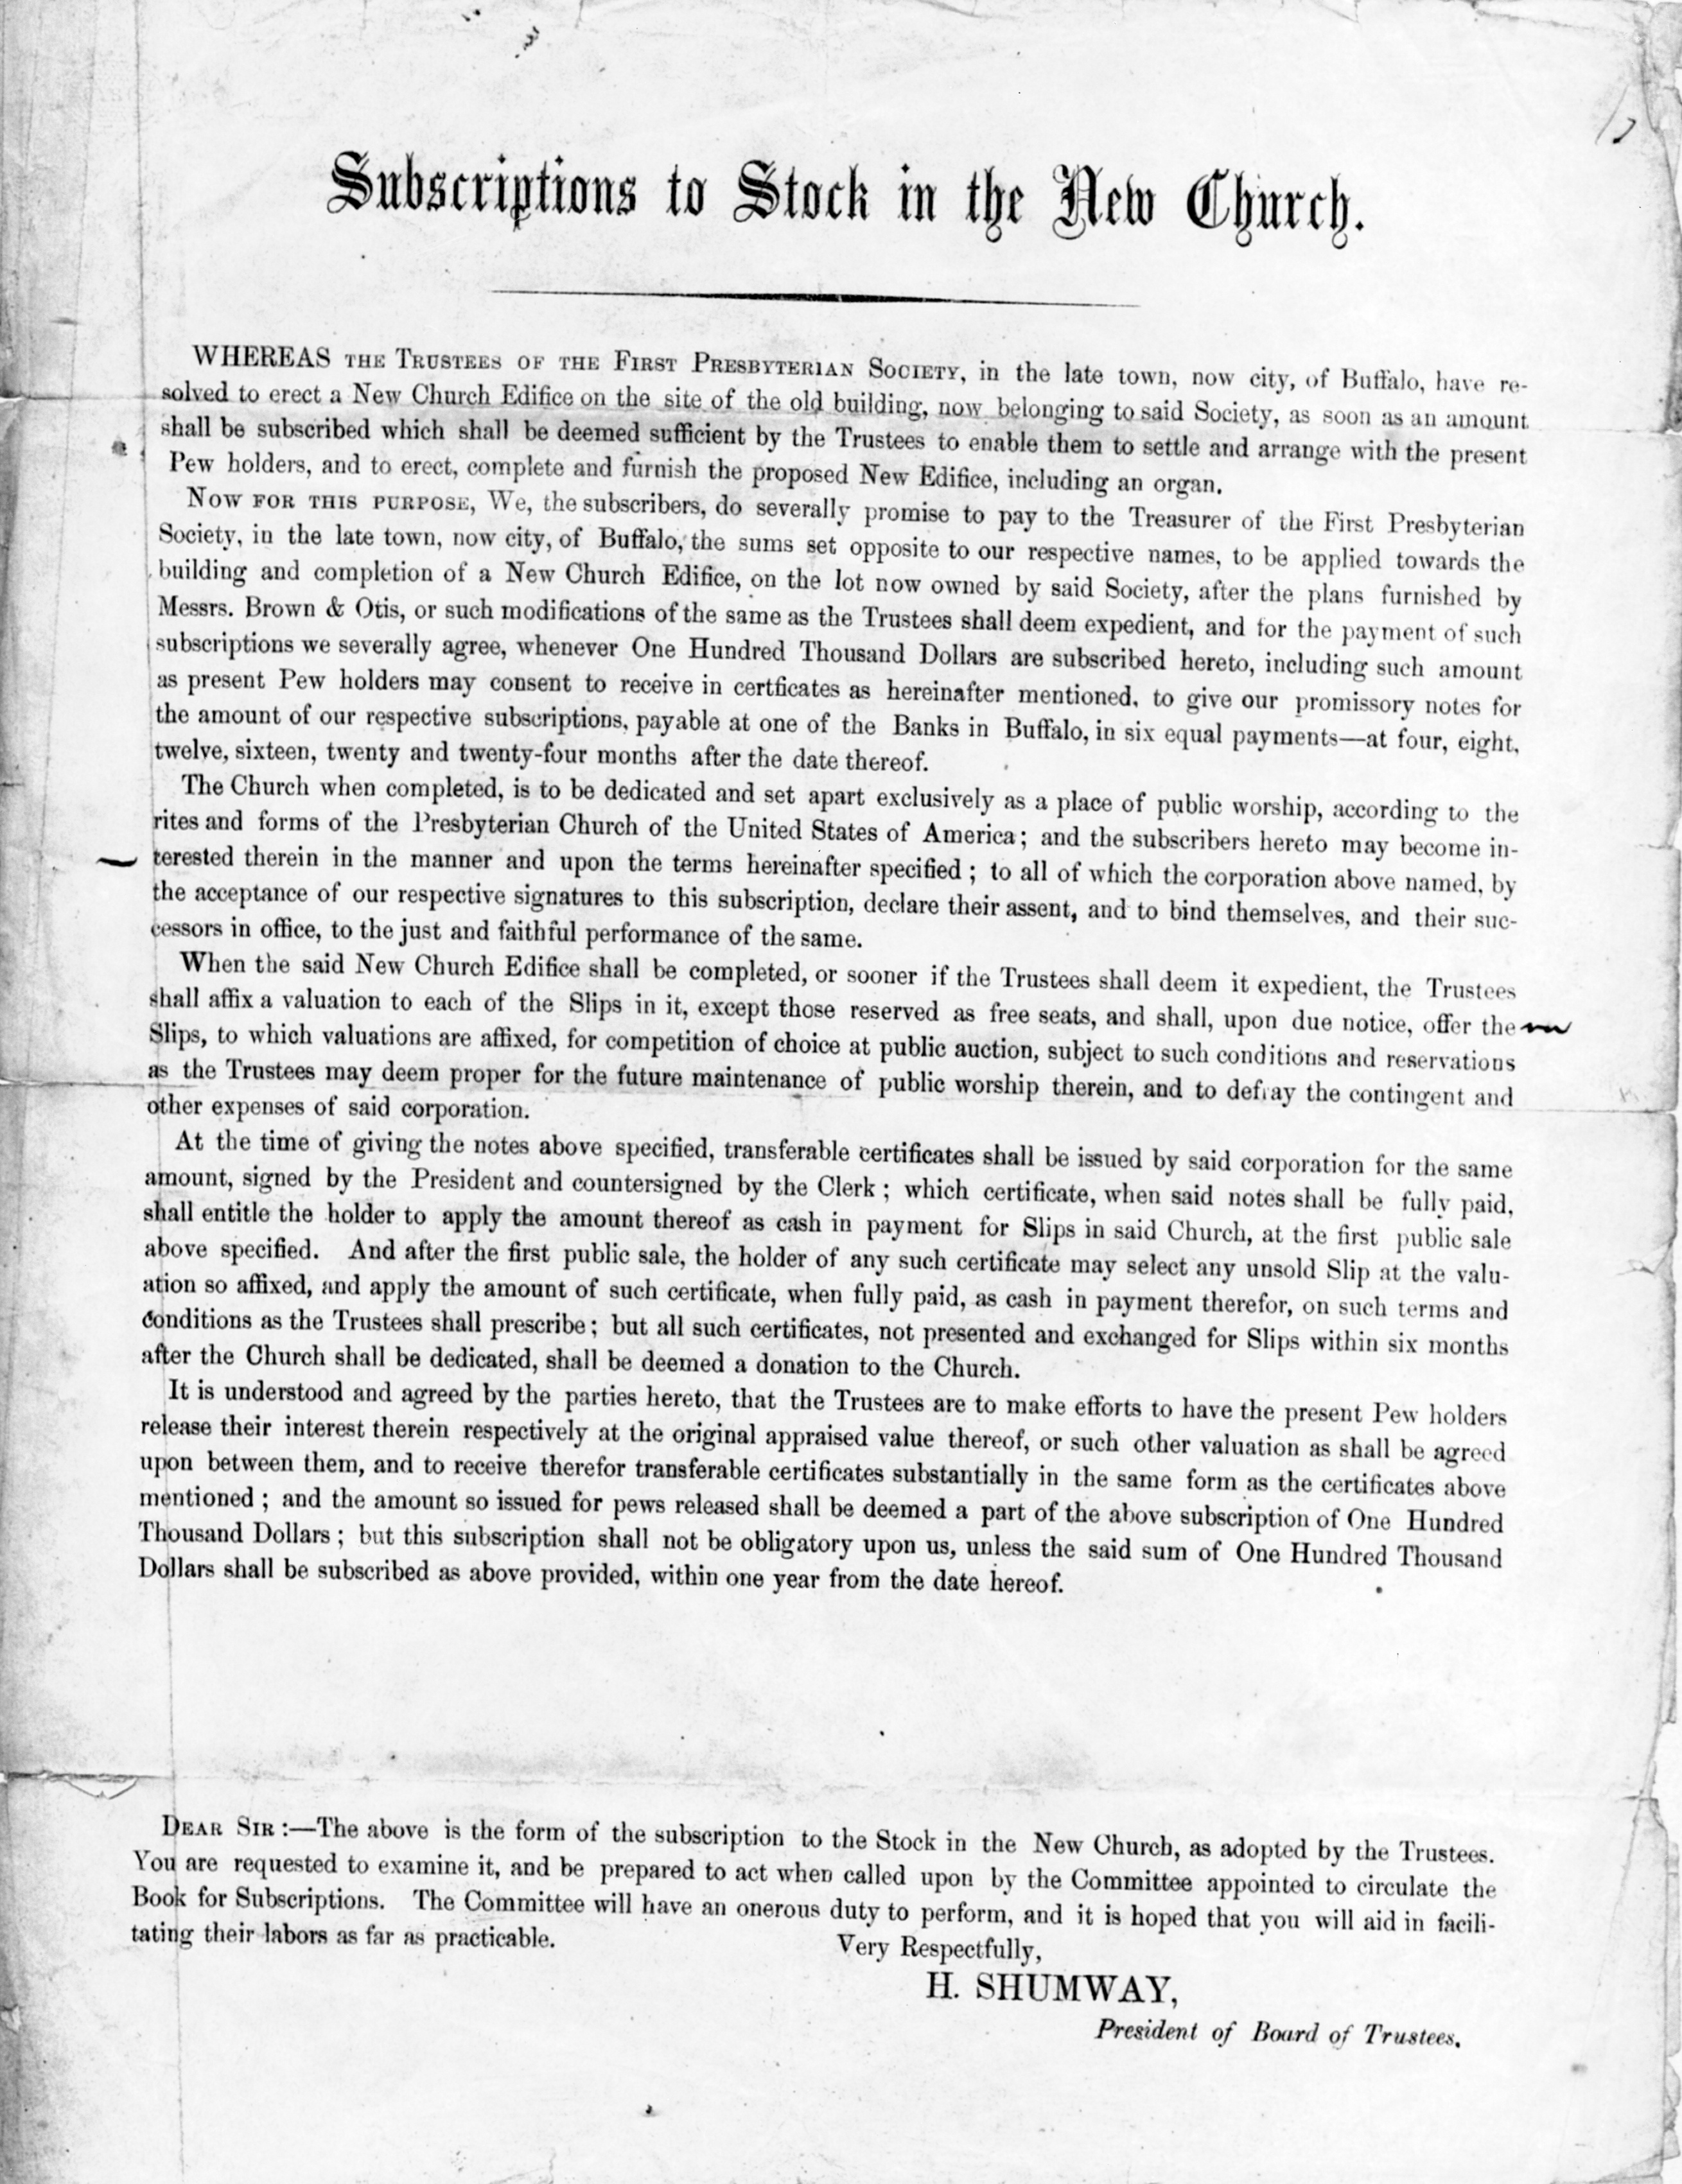 Subscriptions to Stock in the New Church.
WHEREAS THE TRUSTEES OF THE FIRST PRESBYTERIAN SOCIETY, in the late town, now city, of Buffalo, have re-
solved to erect a New Church Edifice on the site of the old building, now belonging to said Society, as soon as an amount
shall be subscribed which shall be deemed sufficient by the Trustees to enable them to settle and arrange with the present
Pew holders, and to erect, complete and furnish the proposed New Edifice, including an organ.
NOW FOR THIS PURPOSE, We, the subscribers, do severally promise to pay to the Treasurer of the First Presbyterian
Society, in the late town, now city, of Buffalo, the sums set opposite to our respective names, to be applied towards the
building and completion of a New Church Edifice, on the lot now owned by said Society, after the plans furnished by
Messrs. Brown & Otis, or such modifications of the same as the Trustees shall deem expedient, and for the payment of such
subscriptions we severally agree, whenever One Hundred Thousand Dollars are subscribed hereto, including such amount
as present Pew holders may consent to receive in certficates as hereinafter mentioned, to give our promissory notes for
the amount of our respective subscriptions, payable at one of the Banks in Buffalo, in six equal payments—at four, eight,
twelve, sixteen, twenty and twenty-four months after the date thereof.
The Church when completed, is to be dedicated and set apart exclusively as a place of public worship, according to the
rites and forms of the Presbyterian Church of the United States of America; and the subscribers hereto may become in-
terested therein in the manner and upon the terms hereinafter specified; to all of which the corporation above named, by
the acceptance of our respective signatures to this subscription, declare their assent, and to bind themselves, and their suc-
cessors in office, to the just and faithful performance of the same.
When the said New Church Edifice shall be completed, or sooner if the Trustees shall deem it expedient, the Trustees
shall affix a valuation to each of the Slips in it, except those reserved as free seats, and shall, upon due notice, offer the
Slips, to which valuations are affixed, for competition of choice at public auction, subject to such conditions and reservations
as the Trustees may deem proper for the future maintenance of public worship therein, and to defray the contingent and
other expenses of said corporation.
At the time of giving the notes above specified, transferable certificates shall be issued by said corporation for the same
amount, signed by the President and countersigned by the Clerk; which certificate, when said notes shall be fully paid,
shall entitle the holder to apply the amount thereof as cash in payment for Slips in said Church, at the first public sale
above specified. And after the first public sale, the holder of any such certificate may select any unsold Slip at the valu-
ation so affixed, and apply the amount of such certificate, when fully paid, as cash in payment therefor, on such terms and
conditions as the Trustees shall prescribe; but all such certificates, not presented and exchanged for Slips within six months
after the Church shall be dedicated, shall be deemed a donation to the Church.
It is understood and agreed by the parties hereto, that the Trustees are to make efforts to have the present Pew holders
release their interest therein respectively at the original appraised value thereof, or such other valuation as shall be agreed
upon between them, and to receive therefor transferable certificates substantially in the same form as the certificates above
mentioned; and the amount so issued for pews released shall be deemed a part of the above subscription of One Hundred
Thousand Dollars; but this subscription shall not be obligatory upon us, unless the said sum of One Hundred Thousand
Dollars shall be subscribed as above provided, within one year from the date hereof.
DEAR SIR:—The above is the form of the subscription to the Stock in the New Church, as adopted by the Trustees.
You are requested to examine it, and be prepared to act when called upon by the Committee appointed to circulate the
Book for Subscriptions. The Committee will have an onerous duty to perform, and it is hoped that you will aid in facili-
tating their labors as far as practicable.
Very Respectfully,
H. SHUMWAY,
President of Board of Trustees.